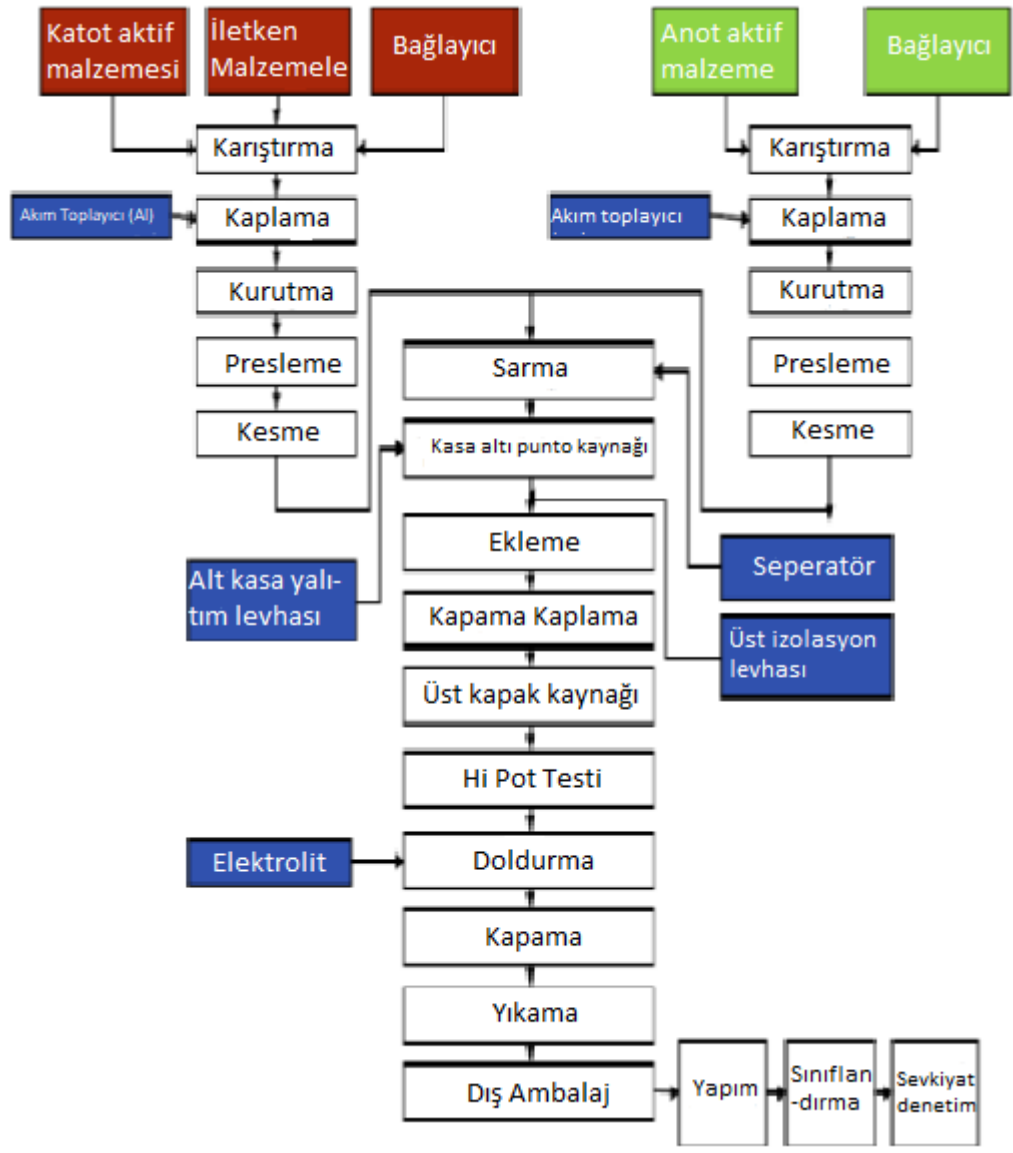 Katot aktif
malzemesi
İletken
Malzemele
Bağlayıcı
Anot aktif
malzeme
Bağlayıcı
Karıştırma
Karıştırma
Akım Toplayıcı (Al)
Kaplama
Akım toplayıcı
Kaplama
Kurutma
Kurutma
Presleme
Sarma
Presleme
Kesme
Kasa altı punto kaynağı
Kesme
Ekleme
Alt kasa yalı-
tım levhası
Seperatör
Kapama Kaplama
Üst izolasyon
levhası
Üst kapak kaynağı
Hi Pot Testi
Elektrolit
Doldurma
Kapama
Yıkama
Dış Ambalaj
Yapım
Sınıflan
-dırma
Sevkiyat
denetim